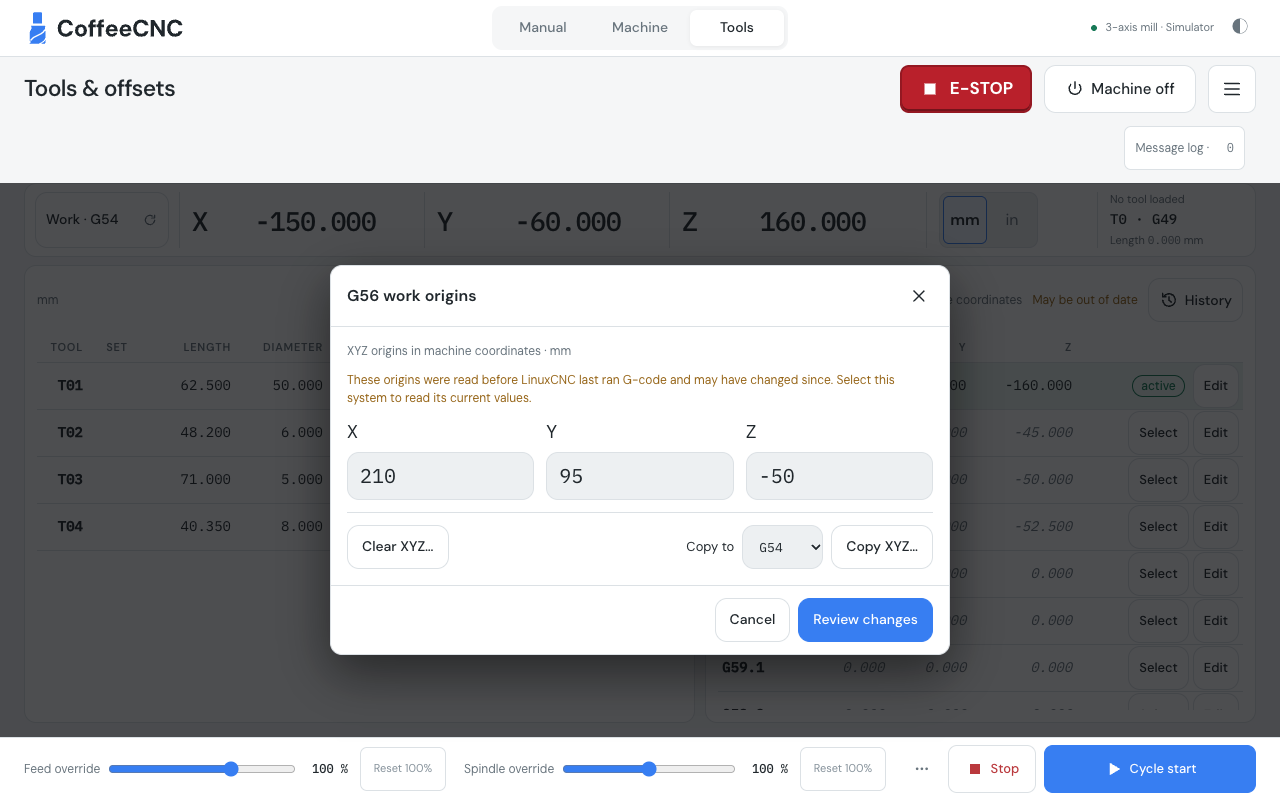 CoffeeCNC
Manual
Machine
Tools
3-axis mill · Simulator
Tools & offsets
E-STOP
Machine off
Message log · 0
Work · G54
X -150.000
Y -60.000
Z 160.000
mm
in
No tool loaded
T0 · G49
Length 0.000 mm
mm
coordinates
May be out of date
History
TOOL SET LENGTH DIAMETER
Y Z
T01 62.500 50.000
00 -160.000 active Edit
T02 48.200 6.000
00 -45.000 Select Edit
T03 71.000 5.000
00 -50.000 Select Edit
T04 40.350 8.000
00 -52.500 Select Edit
00 0.000 Select Edit
00 0.000 Select Edit
G59.1 0.000 0.000 0.000 Select Edit
G56 work origins
XYZ origins in machine coordinates · mm
These origins were read before LinuxCNC last ran G-code and may have changed since. Select this
system to read its current values.
X Y Z
210 95 -50
Clear XYZ…
Copy to
G54
Copy XYZ…
Cancel
Review changes
Feed override
100 %
Reset 100%
Spindle override
100 %
Reset 100%
···
Stop
Cycle start